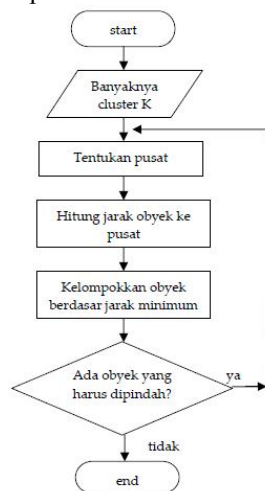 start
Banyaknya
cluster K
Tentukan pusat
Hitung jarak obyek ke
pusat
Kelompokkan obyek
berdasar jarak minimum
Ada obyek yang
harus dipindah?
ya
tidak
end